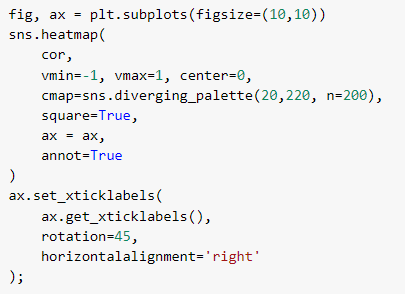 fig, ax = plt.subplots(figsize=(10,10))
sns.heatmap(
    cor,
    vmin=-1, vmax=1, center=0,
    cmap=sns.diverging_palette(20,220, n=200),
    square=True,
    ax = ax,
    annot=True
)
ax.set_xticklabels(
    ax.get_xticklabels(),
    rotation=45,
    horizontalalignment='right'
);